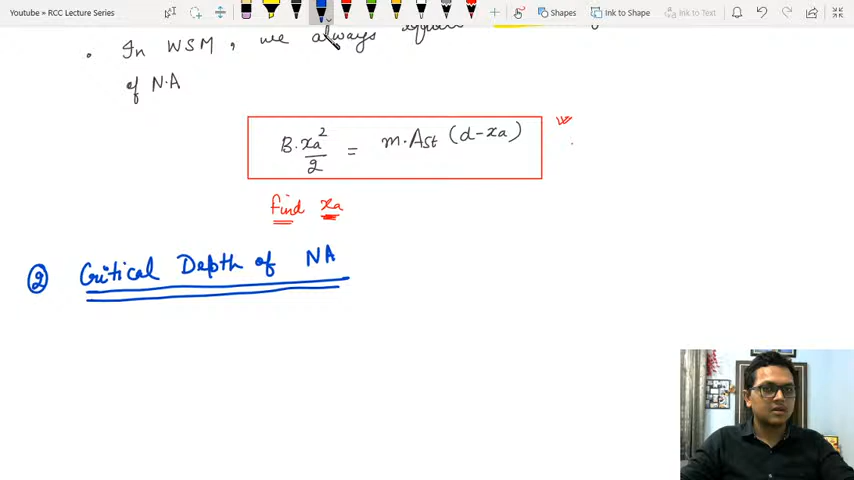 Youtube » RCC Lecture Series
Shapes
Ink to Shape
Ink to Text
• In WSM, we always equate
of N.A
B.xa²/2 = m.Ast (d-xa)
find xa
② Critical Depth of NA